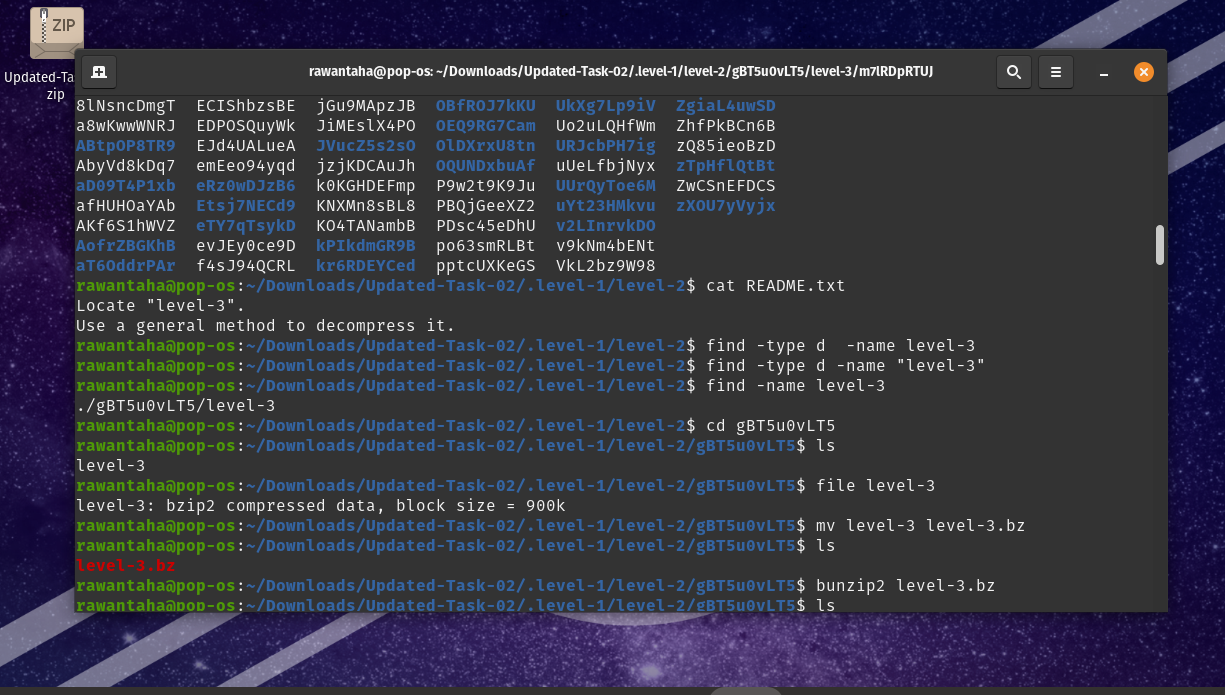 ZIP
Updated-Ta
zip
rawantaha@pop-os: ~/Downloads/Updated-Task-02/.level-1/level-2/gBT5u0vLT5/level-3/m7lRDpRTUJ
8lNsncDmgT ECIShbzsBE jGu9MApzJB OBfROJ7kKU UkXg7Lp9iV ZgiaL4uwSD
a8wKwwWNRJ EDPOSQuyWk JiMEslX4PO OEQ9RG7Cam Uo2uLQHfWm ZhfPkBCn6B
ABtpOP8TR9 EJd4UALueA JVucZ5s2sO OlDXrxU8tn URJcbPH7ig zQ85ieoBzD
AbyVd8kDq7 emEeo94yqd jzjKDCAuJh OQUNDxbuAf uUeLfbjNyx zTpHflQtBt
aD09T4P1xb eRz0wDJzB6 k0KGHDEFmp P9w2t9K9Ju UUrQyToe6M ZwCSnEFDCS
afHUHOaYAb Etsj7NECd9 KNXMn8sBL8 PBQjGeeXZ2 uYt23HMkvu zXOU7yVyjx
AKf6S1hWVZ eTY7qTsykD KO4TANambB PDsc45eDhU v2LInrvkDO
AofrZBGKhB evJEy0ce9D kPIkdmGR9B po63smRLBt v9kNm4bENt
aT6OddrPAr f4sJ94QCRL kr6RDEYCed pptcUXKeGS VkL2bz9W98
rawantaha@pop-os:~/Downloads/Updated-Task-02/.level-1/level-2$ cat README.txt
Locate "level-3".
Use a general method to decompress it.
rawantaha@pop-os:~/Downloads/Updated-Task-02/.level-1/level-2$ find -type d  -name level-3
rawantaha@pop-os:~/Downloads/Updated-Task-02/.level-1/level-2$ find -type d -name "level-3"
rawantaha@pop-os:~/Downloads/Updated-Task-02/.level-1/level-2$ find -name level-3
./gBT5u0vLT5/level-3
rawantaha@pop-os:~/Downloads/Updated-Task-02/.level-1/level-2$ cd gBT5u0vLT5
rawantaha@pop-os:~/Downloads/Updated-Task-02/.level-1/level-2/gBT5u0vLT5$ ls
level-3
rawantaha@pop-os:~/Downloads/Updated-Task-02/.level-1/level-2/gBT5u0vLT5$ file level-3
level-3: bzip2 compressed data, block size = 900k
rawantaha@pop-os:~/Downloads/Updated-Task-02/.level-1/level-2/gBT5u0vLT5$ mv level-3 level-3.bz
rawantaha@pop-os:~/Downloads/Updated-Task-02/.level-1/level-2/gBT5u0vLT5$ ls
level-3.bz
rawantaha@pop-os:~/Downloads/Updated-Task-02/.level-1/level-2/gBT5u0vLT5$ bunzip2 level-3.bz
rawantaha@pop-os:~/Downloads/Updated-Task-02/.level-1/level-2/gBT5u0vLT5$ ls